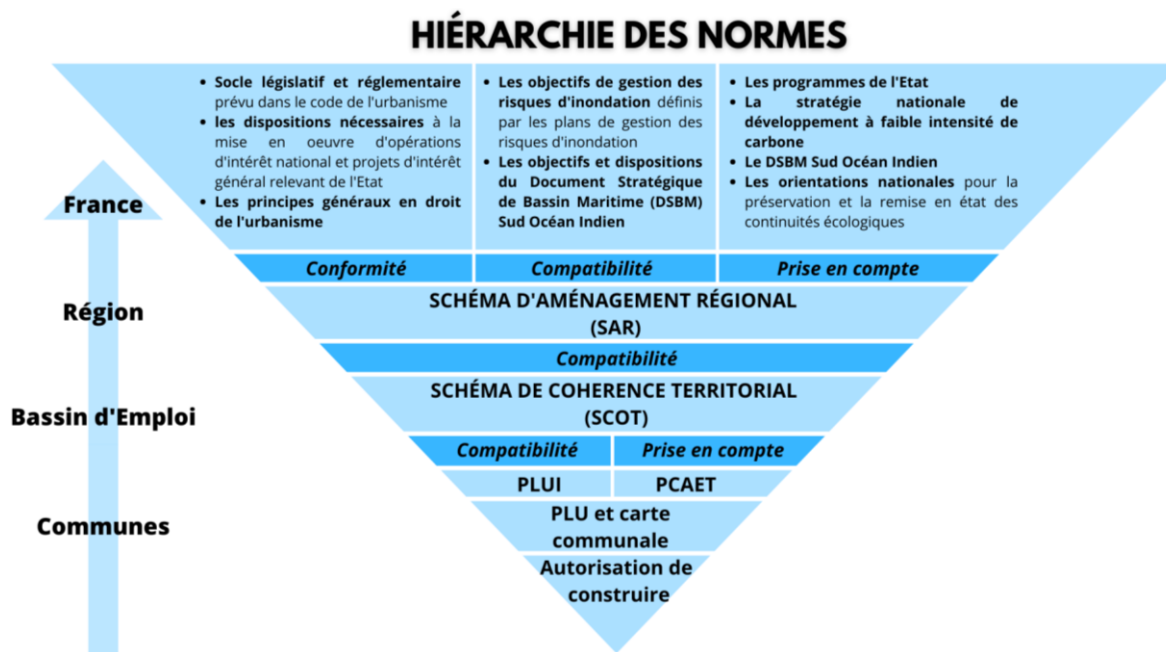 HIÉRARCHIE DES NORMES
• Socle législatif et réglementaire
prévu dans le code de l'urbanisme
• les dispositions nécessaires à la
mise en oeuvre d'opérations
d'intérêt national et projets d'intérêt
général relevant de l'Etat
• Les principes généraux en droit
de l'urbanisme
• Les objectifs de gestion des
risques d'inondation définis
par les plans de gestion des
risques d'inondation
• Les objectifs et dispositions
du Document Stratégique
de Bassin Maritime (DSBM)
Sud Océan Indien
• Les programmes de l'Etat
• La stratégie nationale de
développement à faible intensité de
carbone
• Le DSBM Sud Océan Indien
• Les orientations nationales pour la
préservation et la remise en état des
continuités écologiques
France
Conformité
Compatibilité
Prise en compte
Région
SCHÉMA D'AMÉNAGEMENT RÉGIONAL
(SAR)
Compatibilité
Bassin d'Emploi
SCHÉMA DE COHERENCE TERRITORIAL
(SCOT)
Compatibilité
Prise en compte
PLUI
PCAET
Communes
PLU et carte
communale
Autorisation de
construire